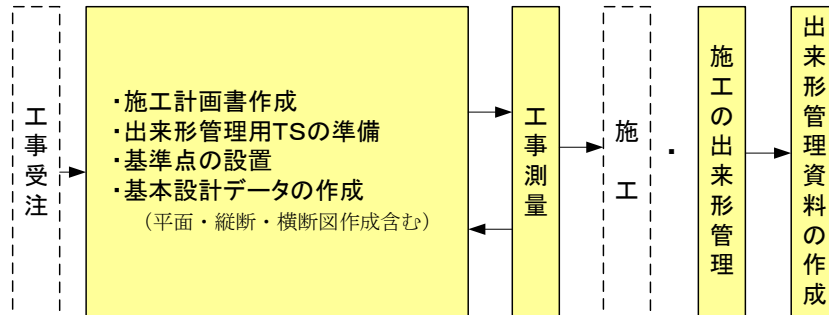 工事受注
・施工計画書作成
・出来形管理用TSの準備
・基準点の設置
・基本設計データの作成
（平面・縦断・横断図作成含む）
工事測量
施工
・
施工の出来形管理
出来形管理資料の作成